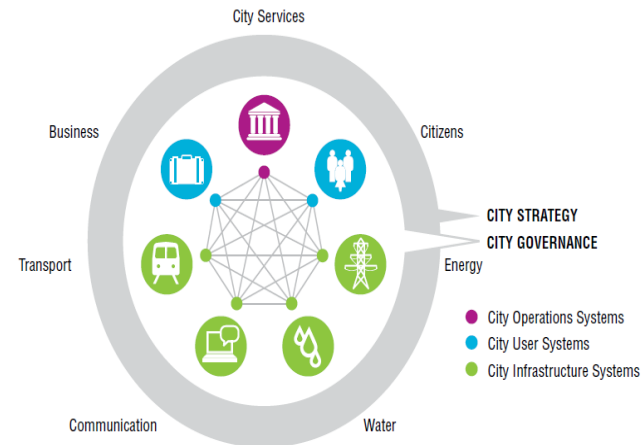 City Services
Business
Citizens
CITY STRATEGY
CITY GOVERNANCE
Transport
Energy
City Operations Systems
City User Systems
City Infrastructure Systems
Communication
Water